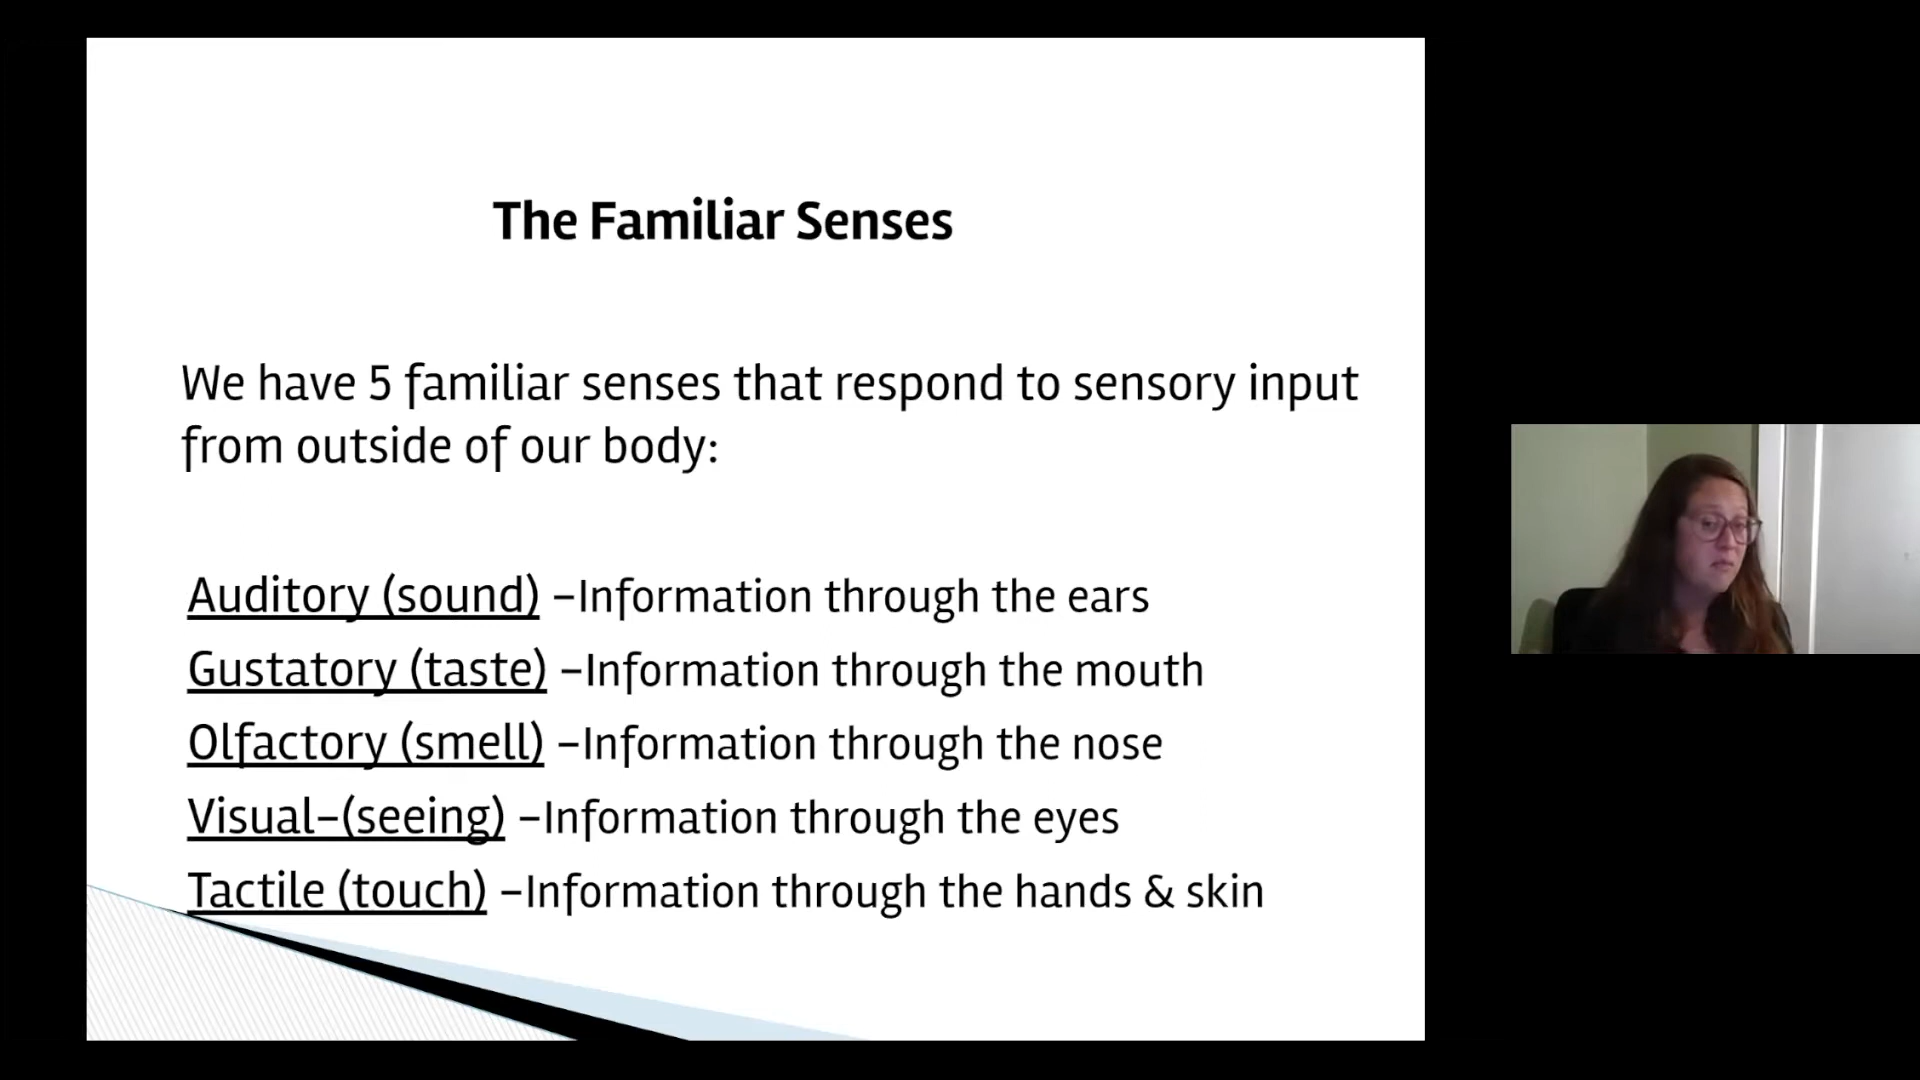 The Familiar Senses
We have 5 familiar senses that respond to sensory input
from outside of our body:
Auditory (sound) –Information through the ears
Gustatory (taste) –Information through the mouth
Olfactory (smell) –Information through the nose
Visual–(seeing) –Information through the eyes
Tactile (touch) –Information through the hands & skin